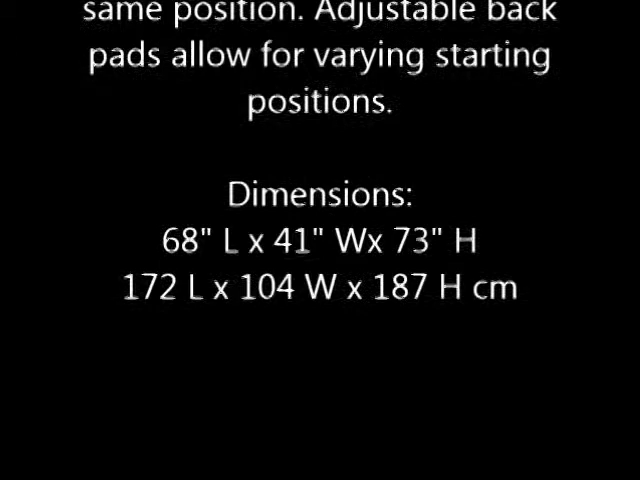 same position. Adjustable back
pads allow for varying starting
positions.
Dimensions:
68" L x 41" Wx 73" H
172 L x 104 W x 187 H cm